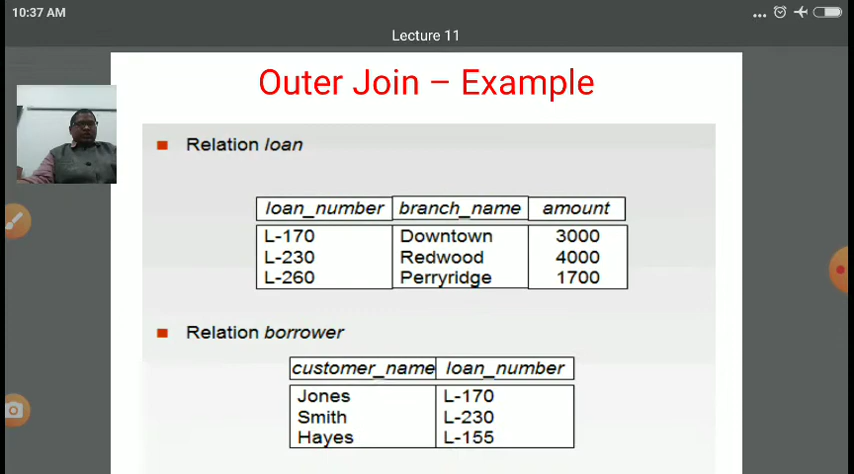 10:37 AM
Lecture 11
Outer Join – Example
Relation loan
loan_number branch_name amount
L-170 Downtown 3000
L-230 Redwood 4000
L-260 Perryridge 1700
Relation borrower
customer_name loan_number
Jones L-170
Smith L-230
Hayes L-155